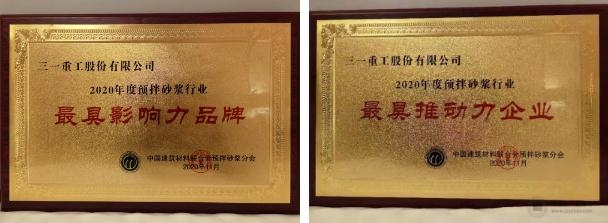 三一重工股份有限公司
2020年度预拌砂浆行业
最具影响力品牌
中国建筑材料联合会预拌砂浆分会
2020年11月
三一重工股份有限公司
2020年度预拌砂浆行业
最具推动力企业
中国建筑材料联合会预拌砂浆分会
2020年11月